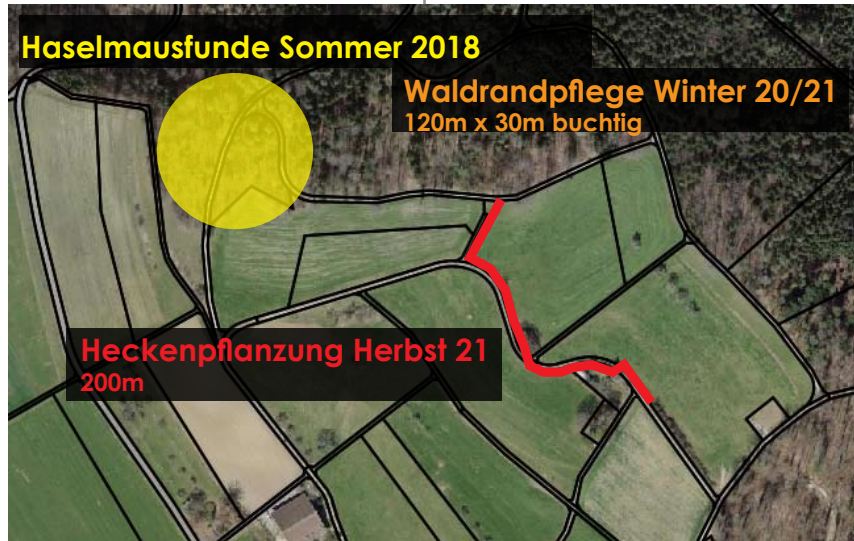 Haselmausfunde Sommer 2018
Waldrandpflege Winter 20/21
120m x 30m buchtig
Heckenpflanzung Herbst 21
200m